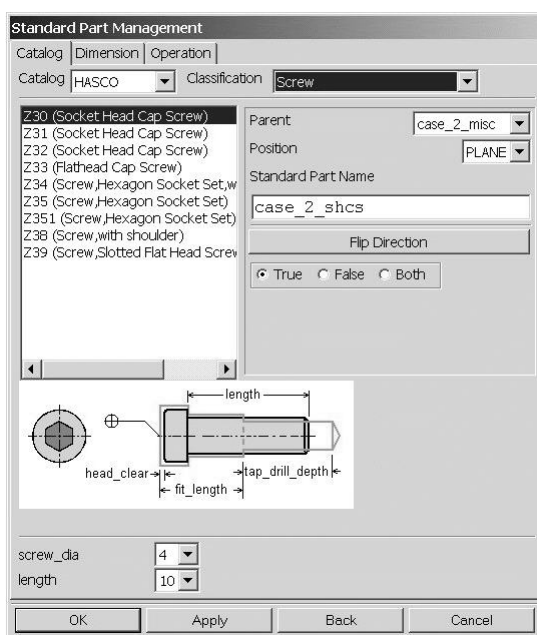 Standard Part Management
Catalog Dimension Operation
Catalog HASCO Classification Screw
Z30 (Socket Head Cap Screw)
Z31 (Socket Head Cap Screw)
Z32 (Socket Head Cap Screw)
Z33 (Flathead Cap Screw)
Z34 (Screw,Hexagon Socket Set,w
Z35 (Screw,Hexagon Socket Set)
Z351 (Screw,Hexagon Socket Set)
Z38 (Screw,with shoulder)
Z39 (Screw,Slotted Flat Head Screw
Parent case_2_misc
Position PLANE
Standard Part Name
case_2_shcs
Flip Direction
True False Both
length
head_clear
tap_drill_depth
fit_length
screw_dia 4
length 10
OK Apply Back Cancel